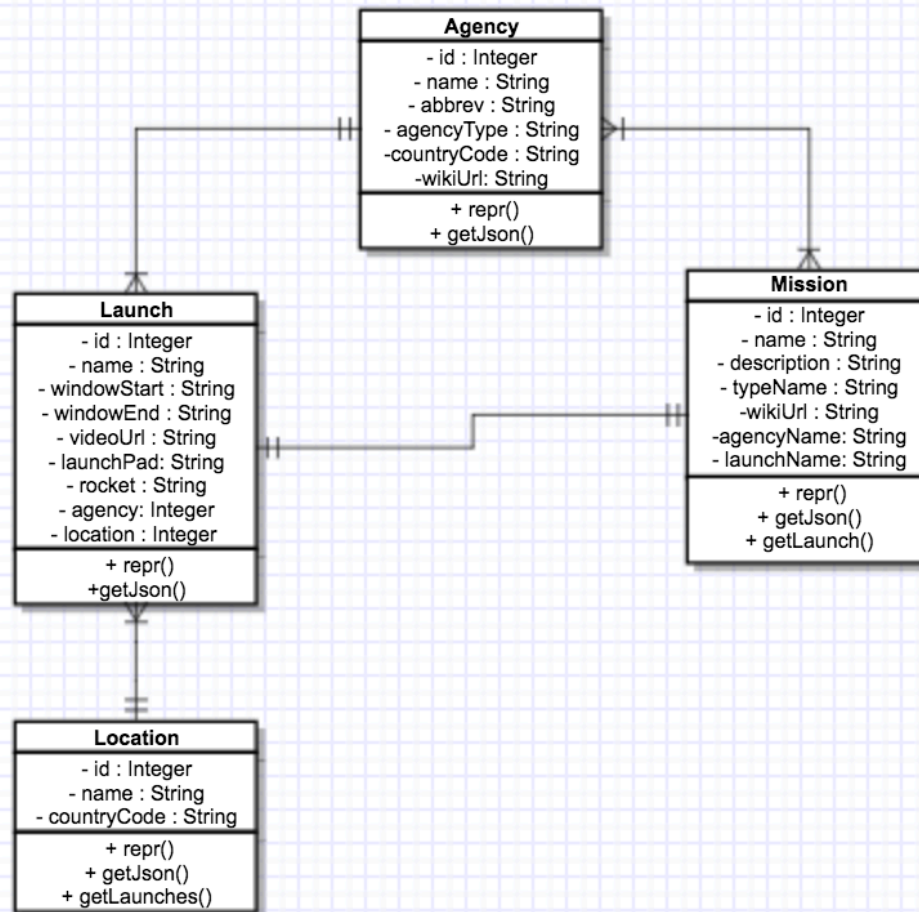 Agency
- id : Integer
- name : String
- abbrev : String
- agencyType : String
-countryCode : String
-wikiUrl: String
+ repr()
+ getJson()
Launch
- id : Integer
- name : String
- windowStart : String
- windowEnd : String
- videoUrl : String
- launchPad: String
- rocket : String
- agency: Integer
- location : Integer
+ repr()
+getJson()
Mission
- id : Integer
- name : String
- description : String
- typeName : String
-wikiUrl : String
-agencyName: String
- launchName: String
+ repr()
+ getJson()
+ getLaunch()
Location
- id : Integer
- name : String
- countryCode : String
+ repr()
+ getJson()
+ getLaunches()